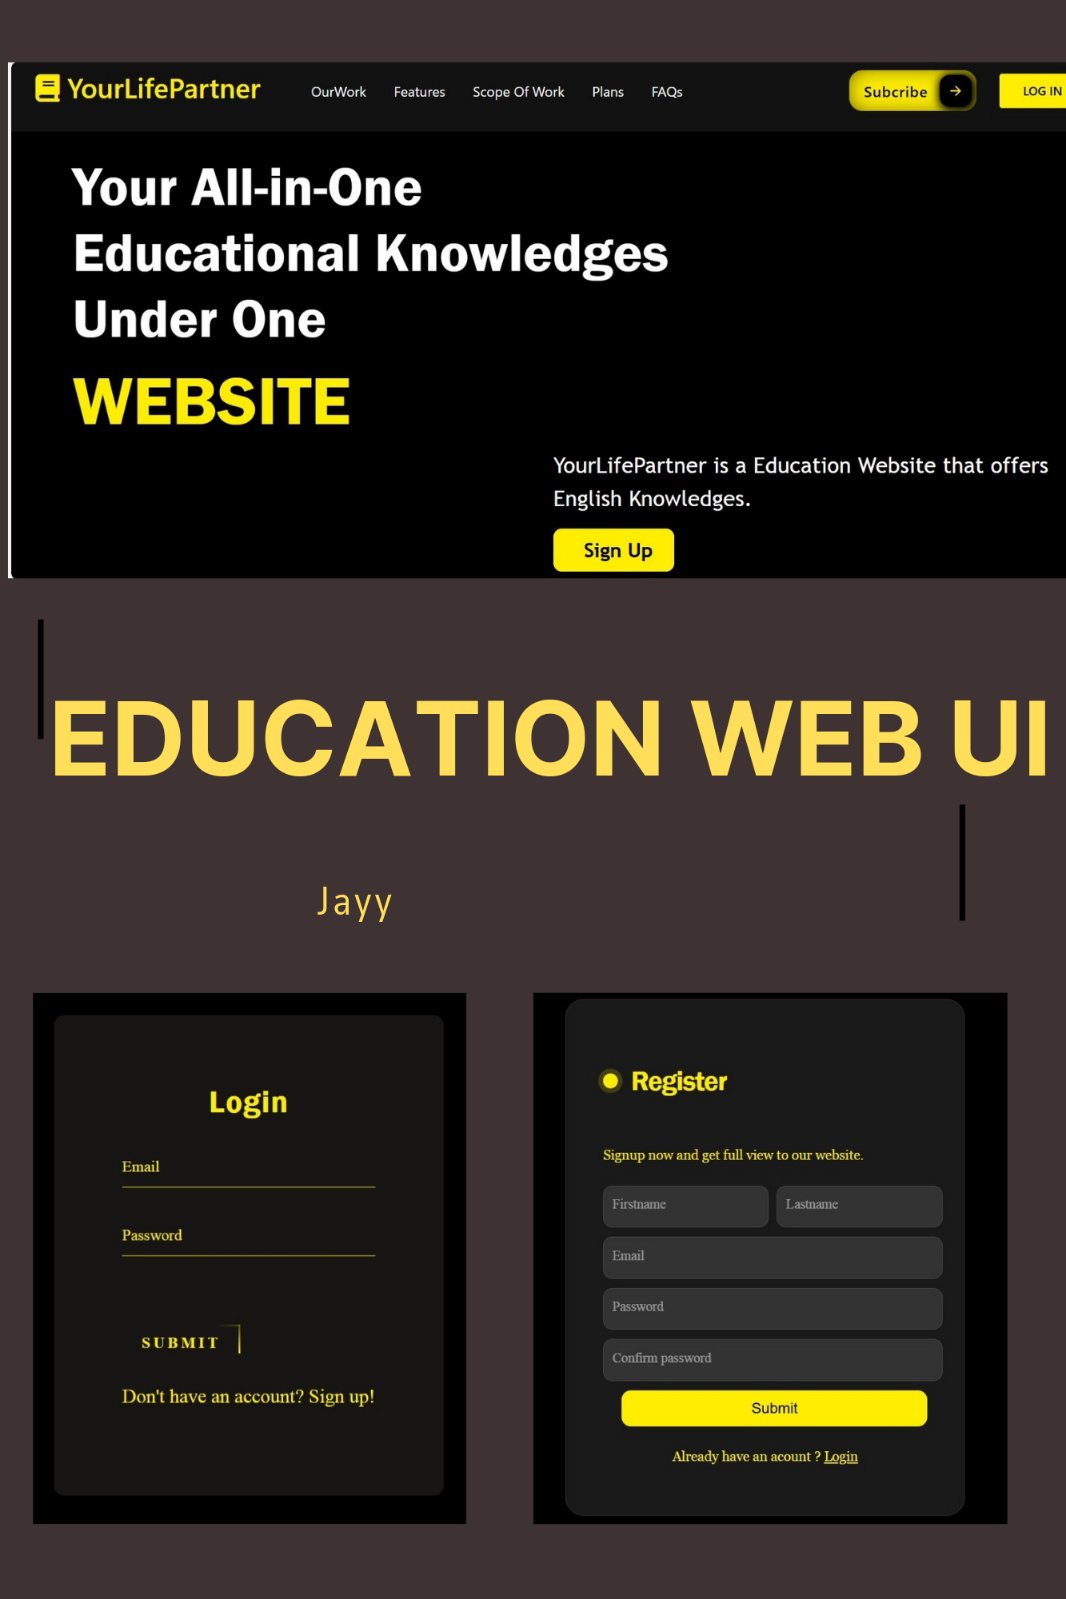 YourLifePartner
OurWork Features Scope Of Work Plans FAQs
Subcribe →
LOG IN
Your All-in-One
Educational Knowledges
Under One
WEBSITE
YourLifePartner is a Education Website that offers
English Knowledges.
Sign Up
EDUCATION WEB UI
Jayy
Login
Email
Password
SUBMIT
Don't have an account? Sign up!
Register
Signup now and get full view to our website.
Firstname Lastname
Email
Password
Confirm password
Submit
Already have an acount ? Login